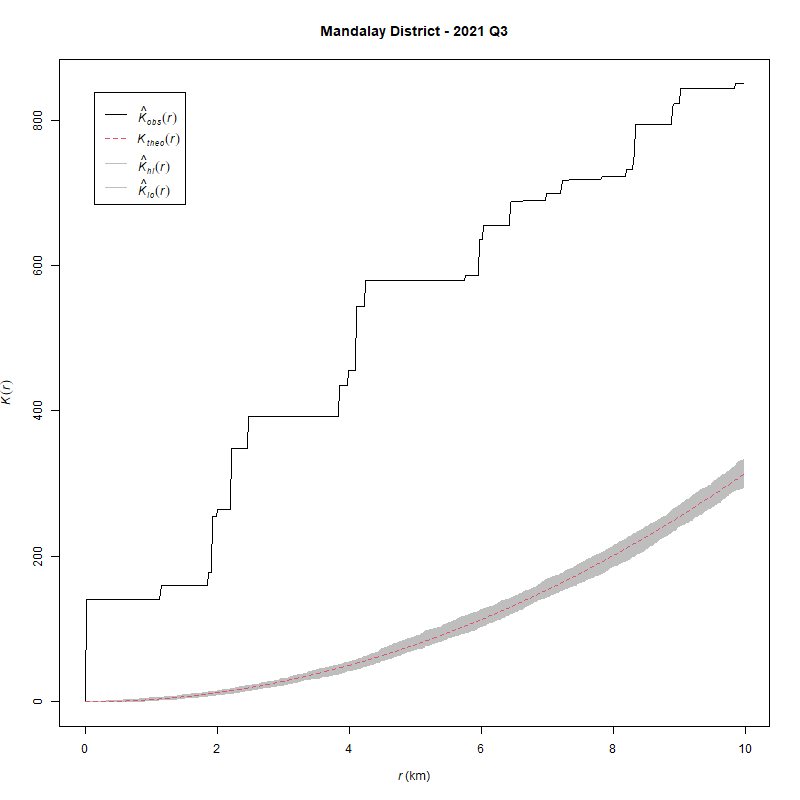 Mandalay District - 2021 Q3
K̂obs(r)
Ktheo(r)
K̂hi(r)
K̂lo(r)
K(r)
800
600
400
200
0
0 2 4 6 8 10
r (km)